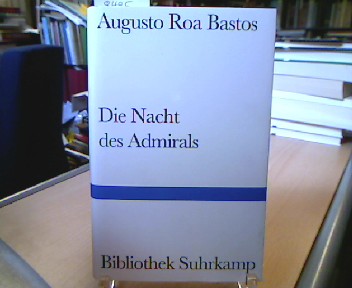 Augusto Roa Bastos
Die Nacht
des Admirals
Bibliothek Suhrkamp